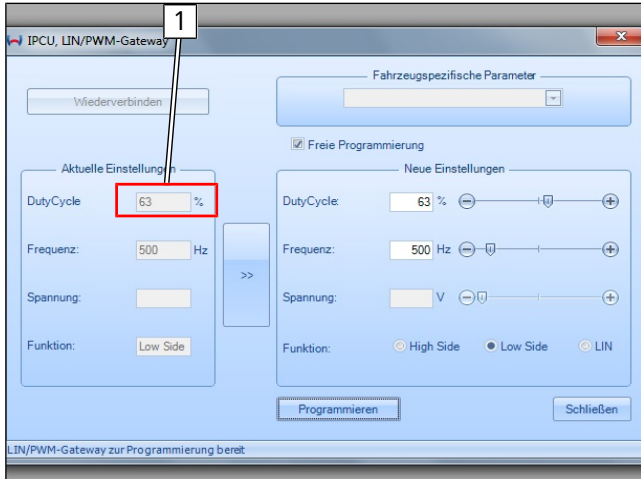 1
IPCU, LIN/PWM-Gateway
Wiederverbinden
Fahrzeugspezifische Parameter
Freie Programmierung
Aktuelle Einstellungen
DutyCycle 63 %
Frequenz: 500 Hz
Spannung:
Funktion: Low Side
>>
Neue Einstellungen
DutyCycle: 63 %
Frequenz: 500 Hz
Spannung: V
Funktion: High Side Low Side LIN
Programmieren Schließen
LIN/PWM-Gateway zur Programmierung bereit